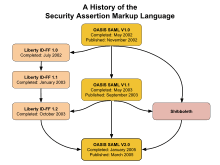 A History of the
Security Assertion Markup Language
OASIS SAML V1.0
Completed: May 2002
Published: November 2002
Liberty ID-FF 1.0
Completed: July 2002
Liberty ID-FF 1.1
Completed: January 2003
OASIS SAML V1.1
Completed: May 2003
Published: September 2003
Liberty ID-FF 1.2
Completed: October 2003
Shibboleth
OASIS SAML V2.0
Completed: January 2005
Published: March 2005